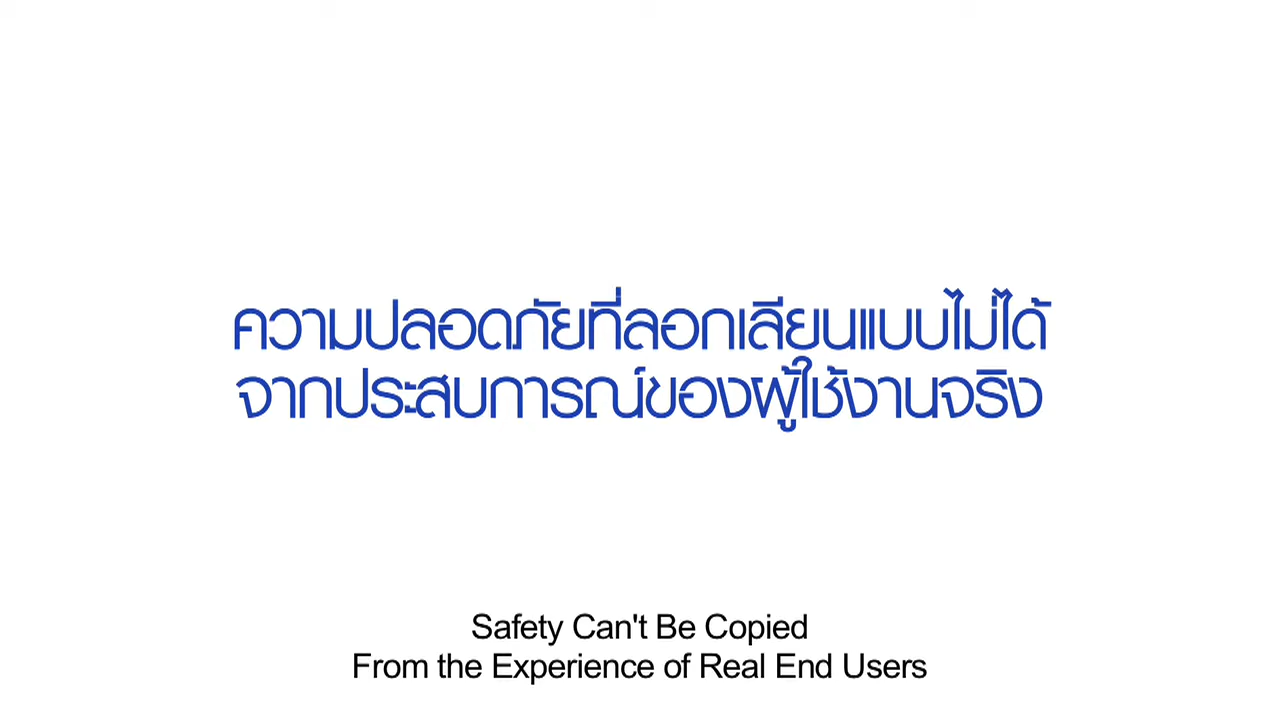 ความปลอดภัยที่ลอกเลียนแบบไม่ได้
จากประสบการณ์ของผู้ใช้งานจริง
Safety Can't Be Copied
From the Experience of Real End Users